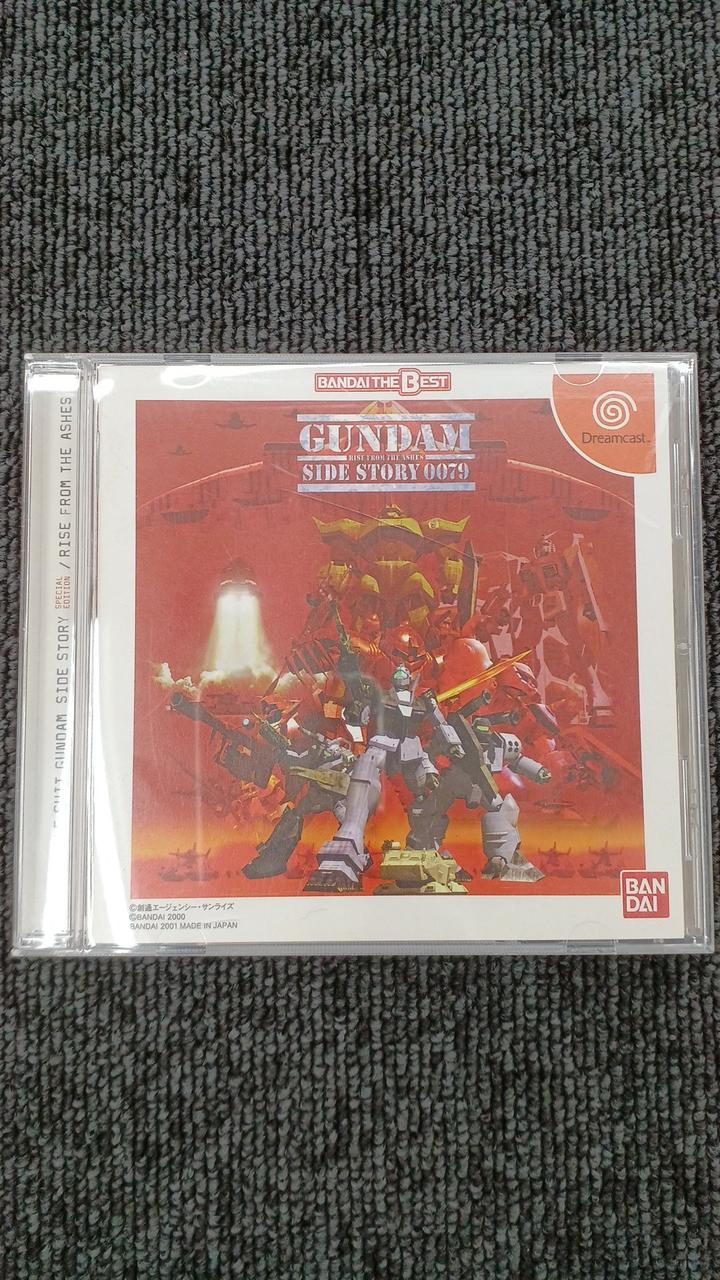 BANDAI THE BEST
Dreamcast™
GUNDAM
RISE FROM THE ASHES
SIDE STORY 0079
SUIT GUNDAM SIDE STORY SPECIAL EDITION / RISE FROM THE ASHES
©創通エージェンシー・サンライズ
©BANDAI 2000
BANDAI 2001 MADE IN JAPAN
BAN
DAI